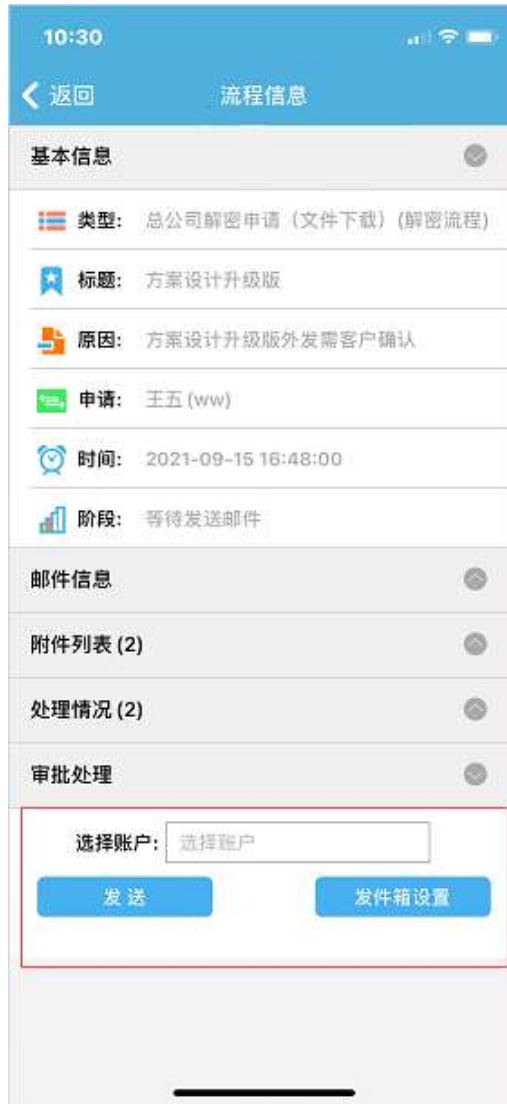 10:30
返回 流程信息
基本信息
类型: 总公司解密申请（文件下载）(解密流程)
标题: 方案设计升级版
原因: 方案设计升级版外发需客户确认
申请: 王五 (ww)
时间: 2021-09-15 16:48:00
阶段: 等待发送邮件
邮件信息
附件列表 (2)
处理情况 (2)
审批处理
选择账户: 选择账户
发 送 发件箱设置